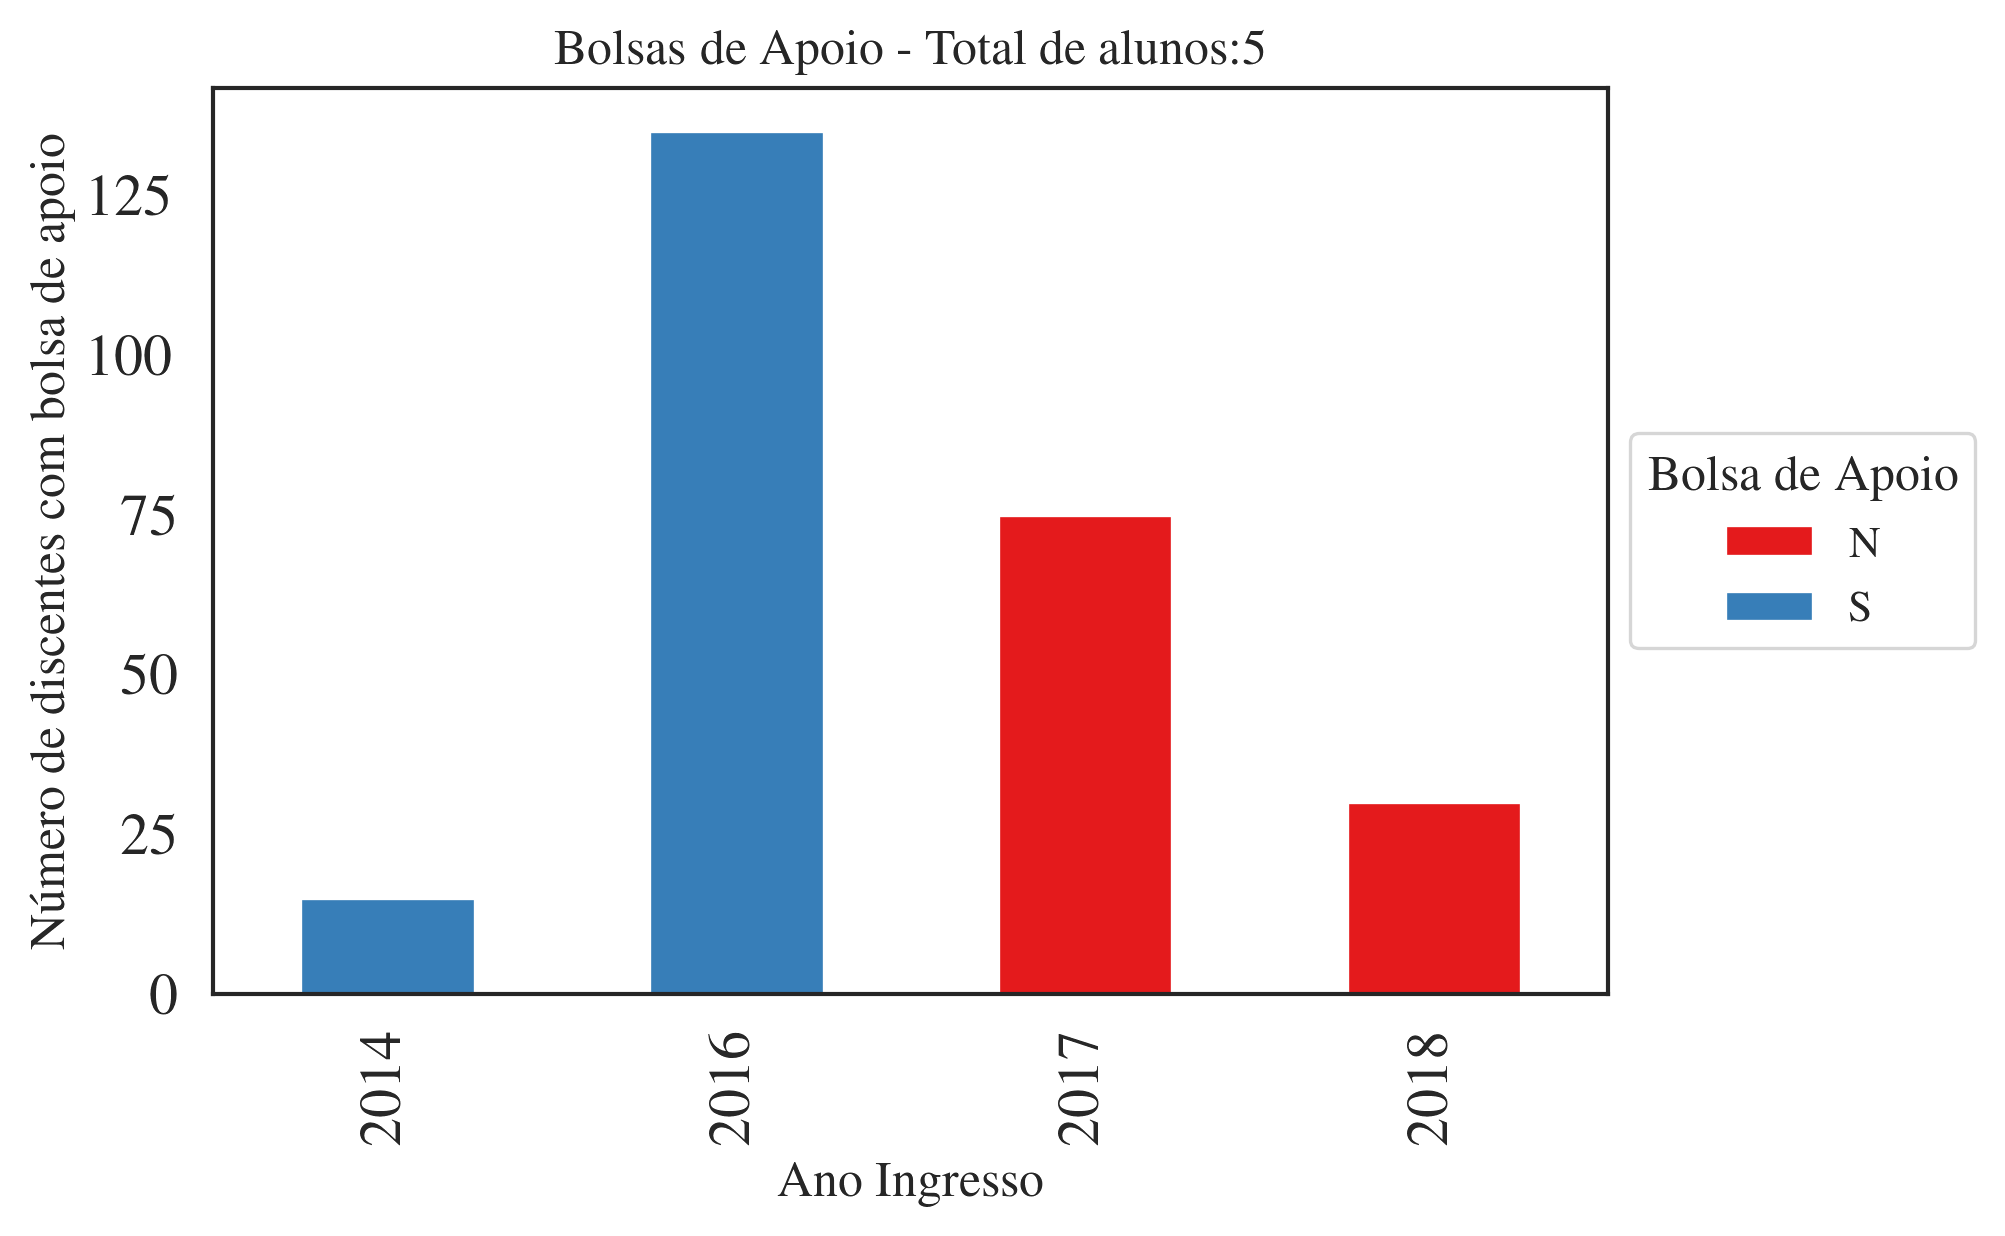 Bolsas de Apoio - Total de alunos:5
Número de discentes com bolsa de apoio
125
100
75
50
25
0
2014
2016
2017
2018
Ano Ingresso
Bolsa de Apoio
N
S